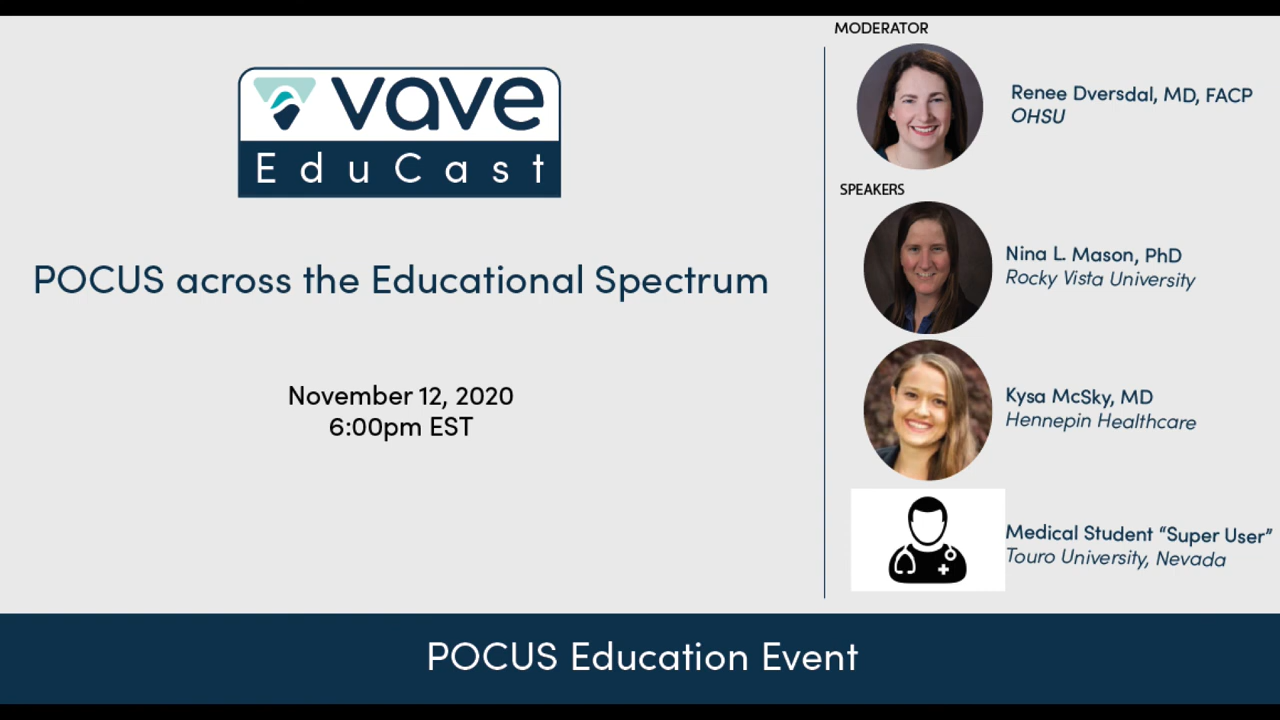 vave
EduCast
POCUS across the Educational Spectrum
November 12, 2020
6:00pm EST
MODERATOR
Renee Dversdal, MD, FACP
OHSU
SPEAKERS
Nina L. Mason, PhD
Rocky Vista University
Kysa McSky, MD
Hennepin Healthcare
Medical Student “Super User”
Touro University, Nevada
POCUS Education Event